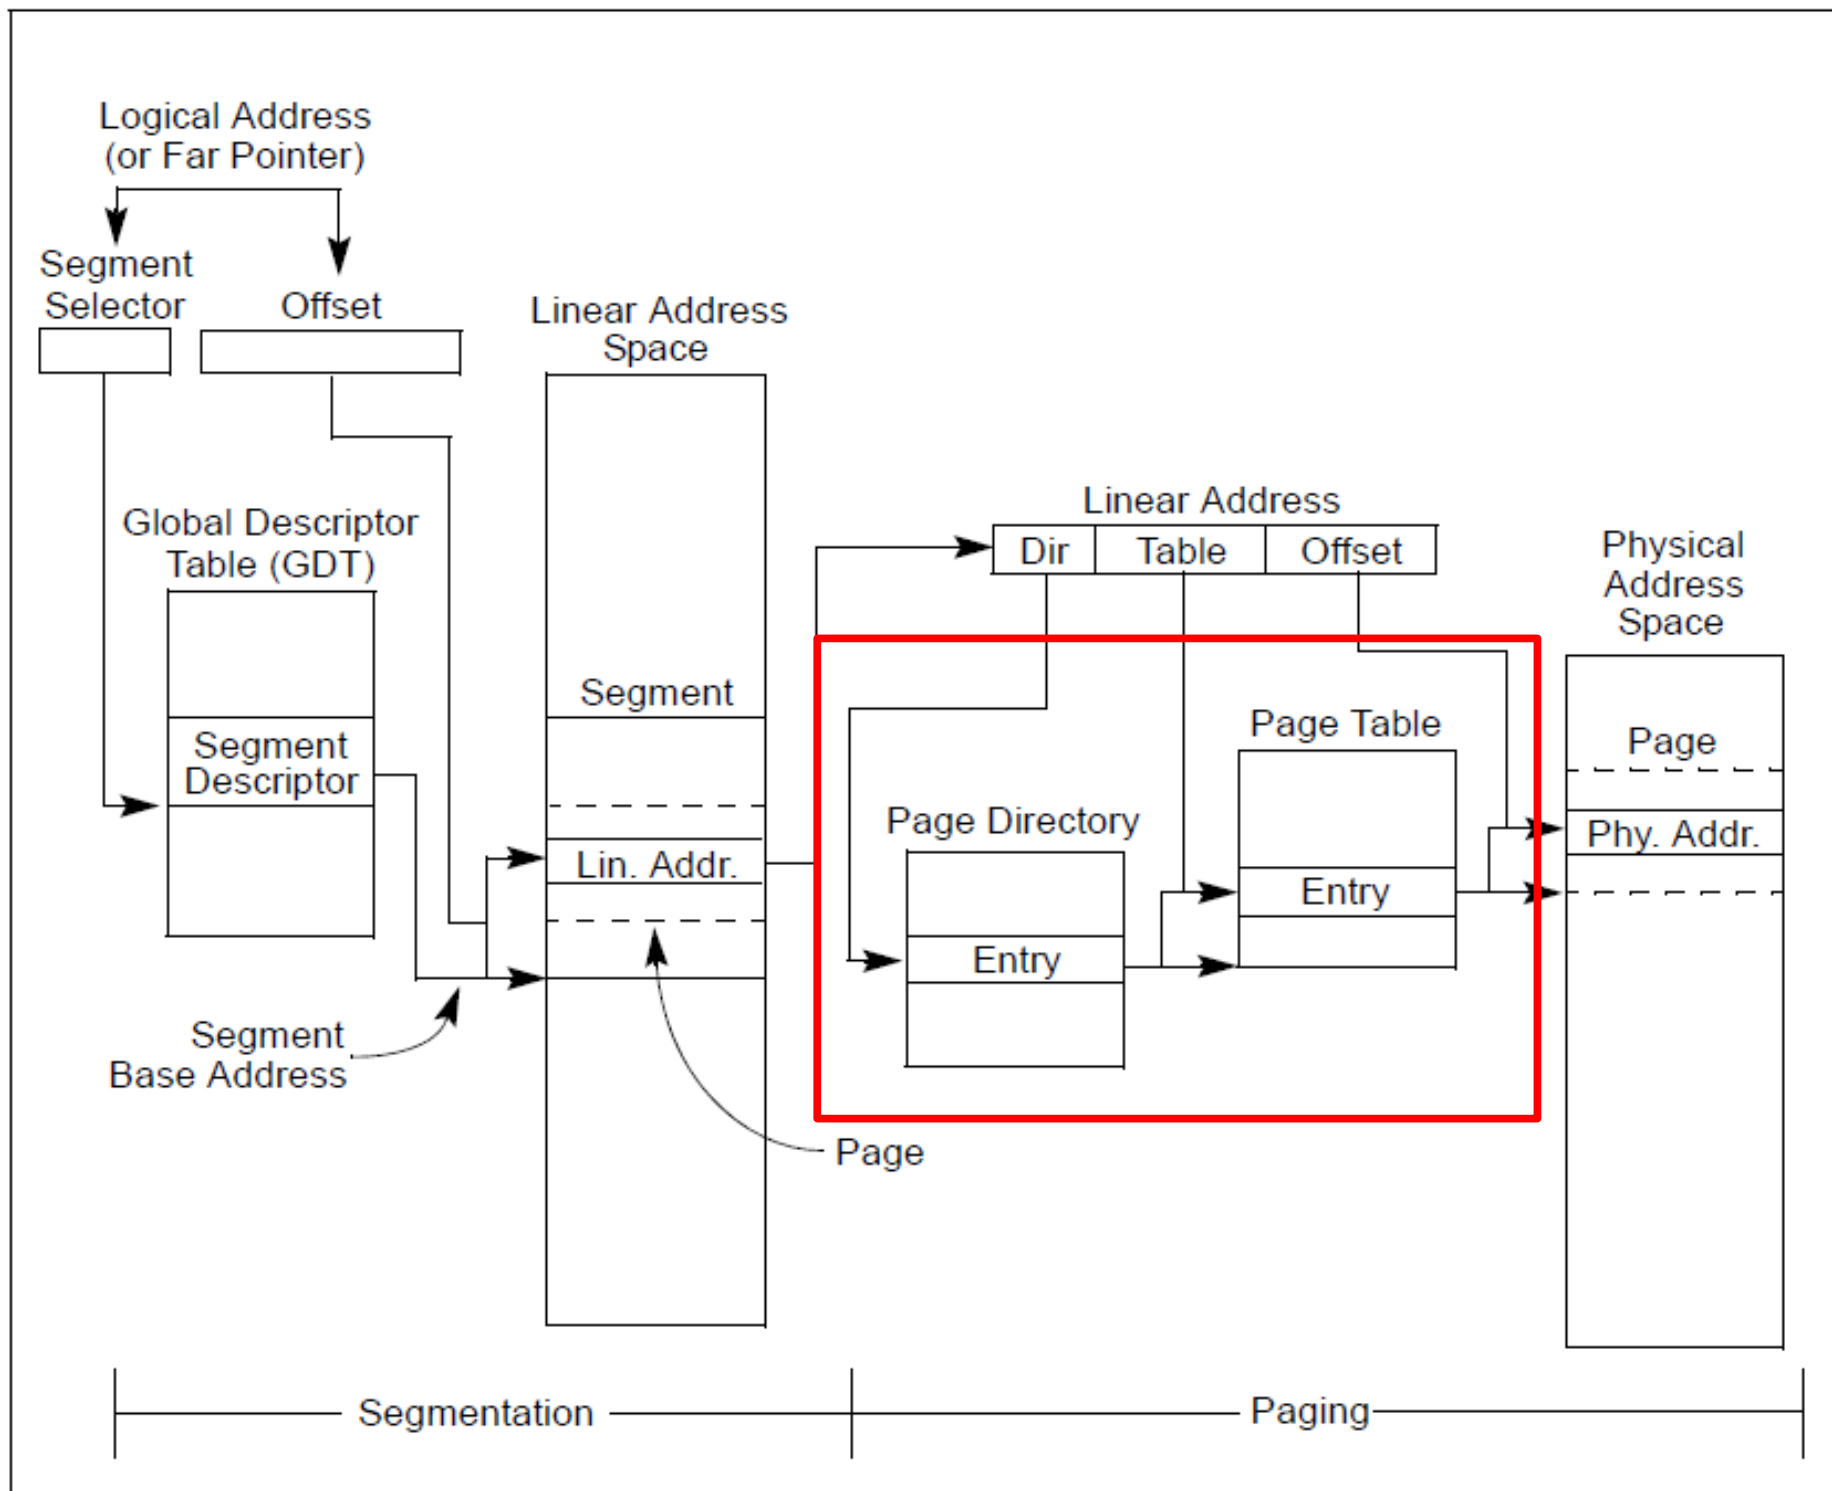 Logical Address
(or Far Pointer)
Segment
Selector
Offset
Linear Address
Space
Global Descriptor
Table (GDT)
Segment
Descriptor
Segment
Base Address
Segment
Lin. Addr.
Page
Linear Address
Dir
Table
Offset
Page Directory
Entry
Page Table
Entry
Physical
Address
Space
Page
Phy. Addr.
Segmentation
Paging